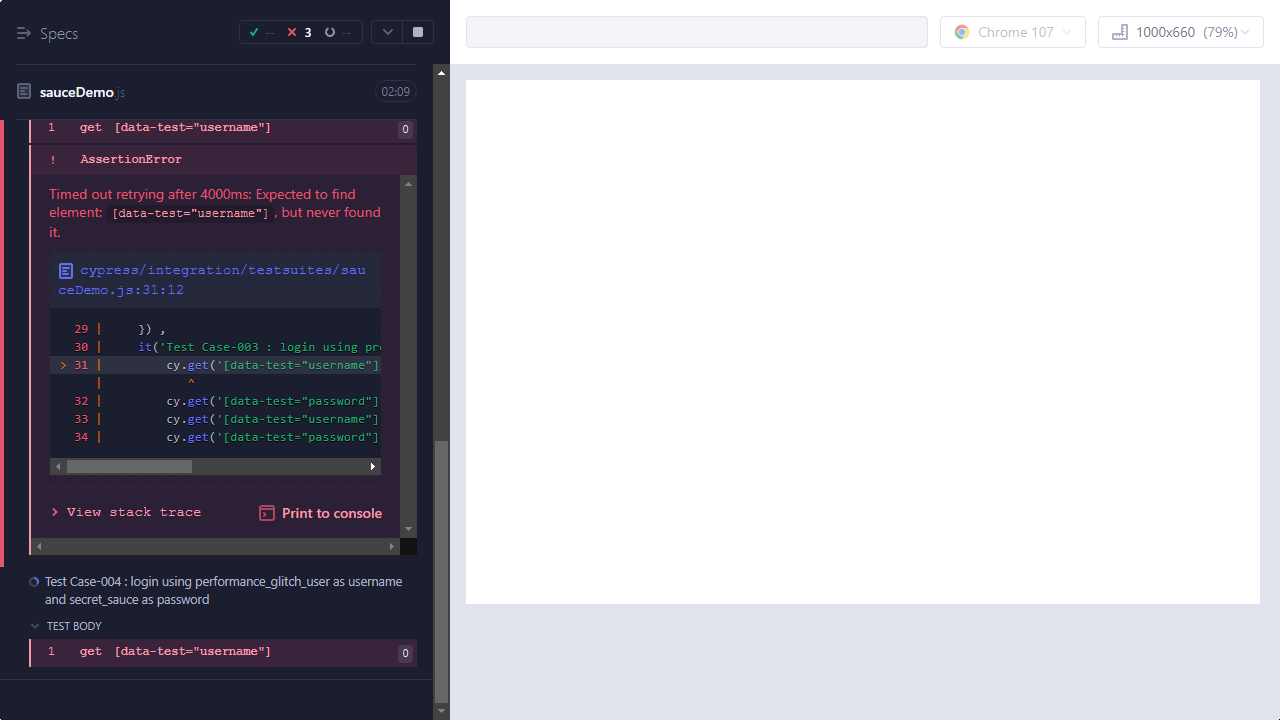 Specs
-- 3 --
Chrome 107
1000x660 (79%)
sauceDemo.js
02:09
1 get [data-test="username"] 0
! AssertionError
Timed out retrying after 4000ms: Expected to find
element: [data-test="username"], but never found
it.
cypress/integration/testsuites/sau
ceDemo.js:31:12
29 | }) ,
30 | it('Test Case-003 : login using pr
> 31 | cy.get('[data-test="username"]
| ^
32 | cy.get('[data-test="password"]
33 | cy.get('[data-test="username"]
34 | cy.get('[data-test="password"]
View stack trace
Print to console
Test Case-004 : login using performance_glitch_user as username
and secret_sauce as password
TEST BODY
1 get [data-test="username"] 0